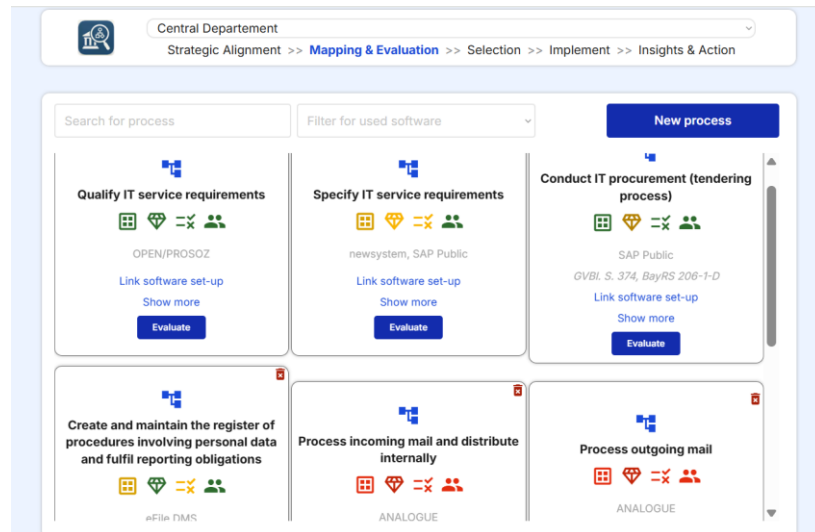 Central Departement
Strategic Alignment >> Mapping & Evaluation >> Selection >> Implement >> Insights & Action
Search for process
Filter for used software
New process
Qualify IT service requirements
OPEN/PROSOZ
Link software set-up
Show more
Evaluate
Specify IT service requirements
newsystem, SAP Public
Link software set-up
Show more
Evaluate
Conduct IT procurement (tendering
process)
SAP Public
GVBl. S. 374, BayRS 206-1-D
Link software set-up
Show more
Evaluate
Create and maintain the register of
procedures involving personal data
and fulfil reporting obligations
eFile DMS
Process incoming mail and distribute
internally
ANALOGUE
Process outgoing mail
ANALOGUE